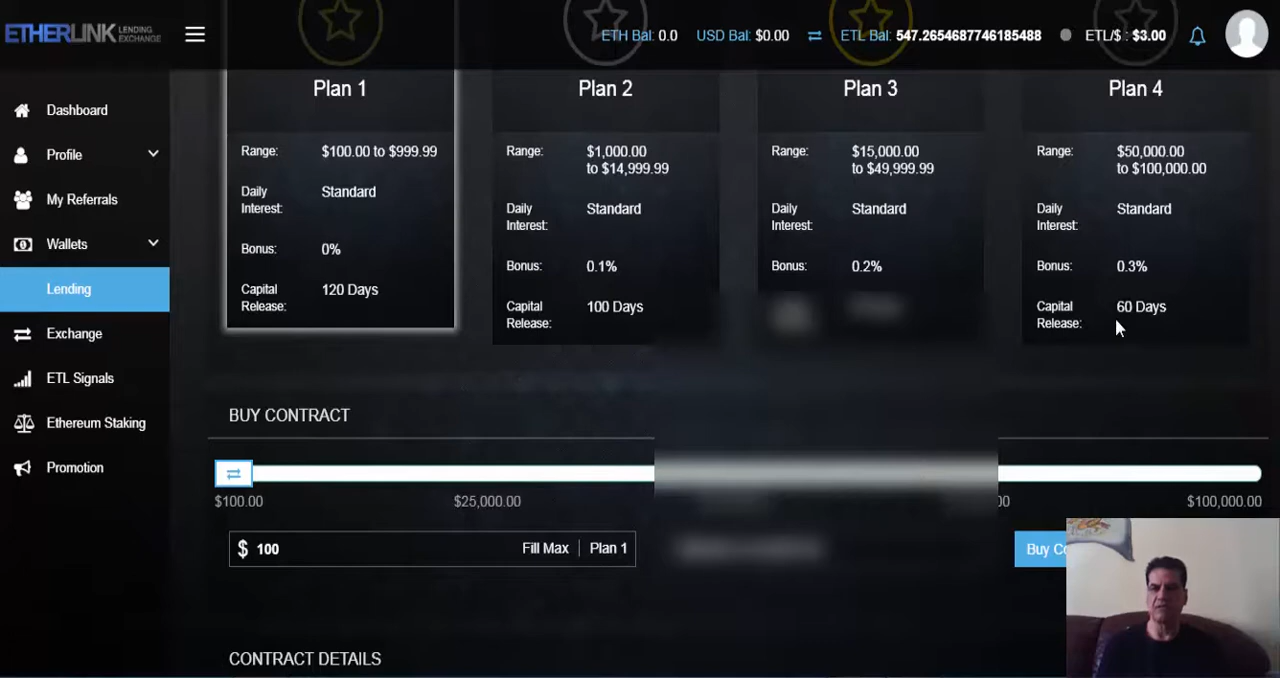 ETHERLINK LENDING EXCHANGE
ETH Bal: 0.0 USD Bal: $0.00 ETL Bal: 547.2654687746185488 ETL/$ : $3.00
Dashboard
Profile
My Referrals
Wallets
Lending
Exchange
ETL Signals
Ethereum Staking
Promotion
Plan 1
Range: $100.00 to $999.99
Daily Interest: Standard
Bonus: 0%
Capital Release: 120 Days
Plan 2
Range: $1,000.00
to $14,999.99
Daily Interest: Standard
Bonus: 0.1%
Capital Release: 100 Days
Plan 3
Range: $15,000.00
to $49,999.99
Daily Interest: Standard
Bonus: 0.2%
Plan 4
Range: $50,000.00
to $100,000.00
Daily Interest: Standard
Bonus: 0.3%
Capital Release: 60 Days
BUY CONTRACT
$100.00 $25,000.00 $100,000.00
$ 100 Fill Max Plan 1
Buy
CONTRACT DETAILS